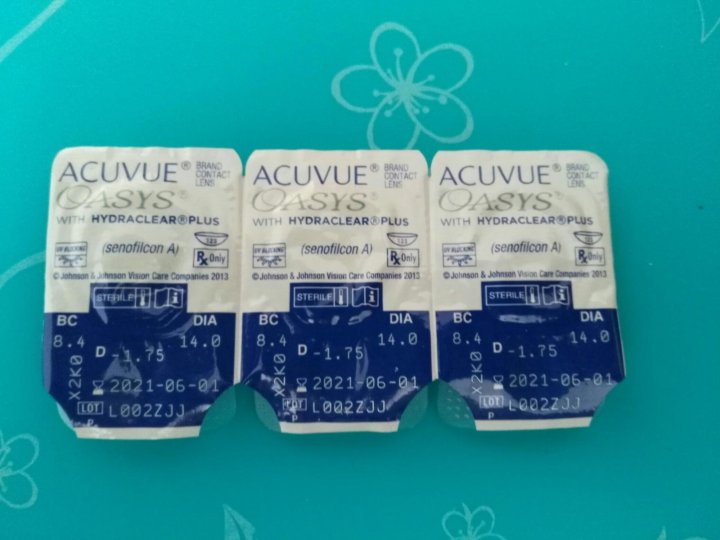 ACUVUE® BRAND CONTACT LENS
OASYS®
WITH HYDRACLEAR®PLUS
UV BLOCKING
(senofilcon A)
123
Rx Only
©Johnson & Johnson Vision Care Companies 2013
STERILE i
BC DIA
8.4 D -1.75 14.0
X2K0
2021-06-01
LOT L002ZJJ
P
ACUVUE® BRAND CONTACT LENS
OASYS®
WITH HYDRACLEAR®PLUS
UV BLOCKING
(senofilcon A)
123
Rx Only
©Johnson & Johnson Vision Care Companies 2013
STERILE i
BC DIA
8.4 D -1.75 14.0
X2K0
2021-06-01
LOT L002ZJJ
P
ACUVUE® BRAND CONTACT LENS
OASYS®
WITH HYDRACLEAR®PLUS
UV BLOCKING
(senofilcon A)
123
Rx Only
©Johnson & Johnson Vision Care Companies 2013
STERILE i
BC DIA
8.4 D -1.75 14.0
X2K0
2021-06-01
LOT L002ZJJ
P